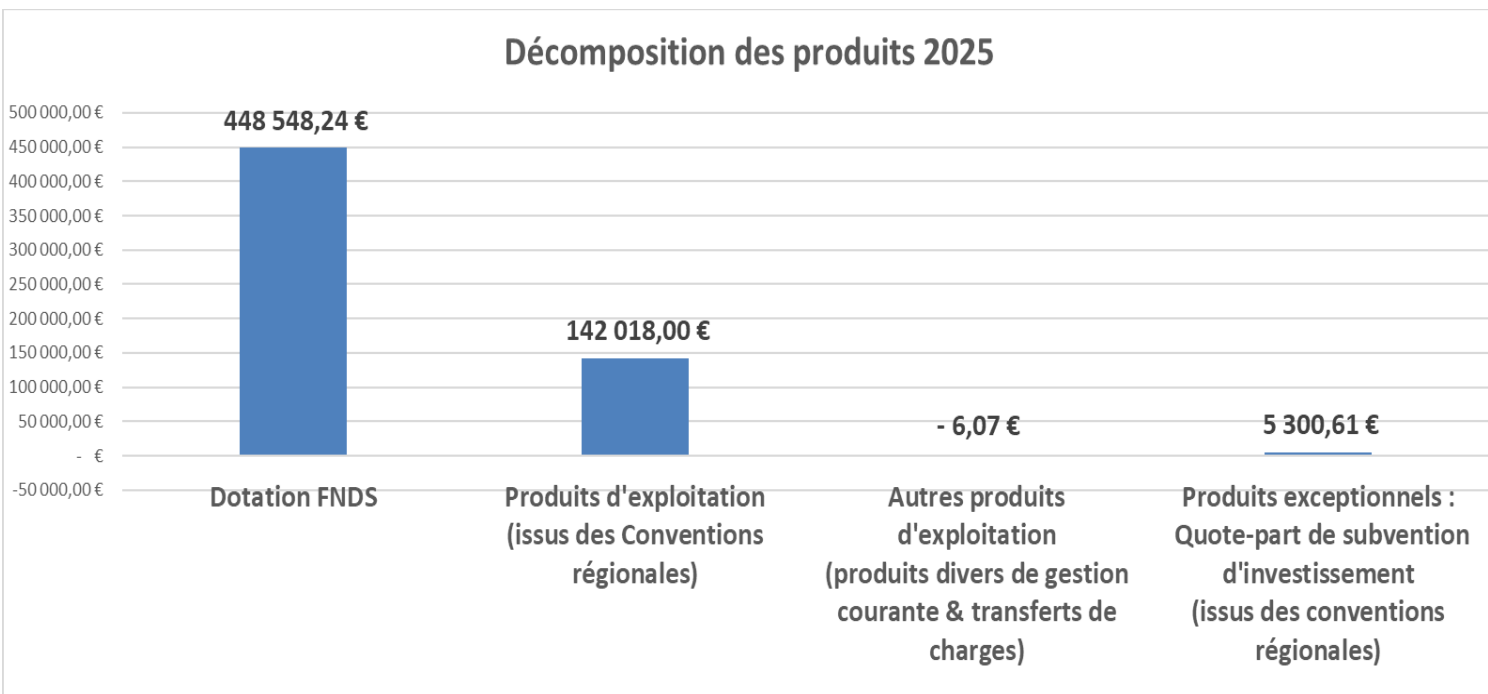 Décomposition des produits 2025
500 000,00 €
450 000,00 €
400 000,00 €
350 000,00 €
300 000,00 €
250 000,00 €
200 000,00 €
150 000,00 €
100 000,00 €
50 000,00 €
- €
-50 000,00 €
448 548,24 €
142 018,00 €
- 6,07 €
5 300,61 €
Dotation FNDS
Produits d'exploitation
(issus des Conventions
régionales)
Autres produits
d'exploitation
(produits divers de gestion
courante & transferts de
charges)
Produits exceptionnels :
Quote-part de subvention
d'investissement
(issus des conventions
régionales)